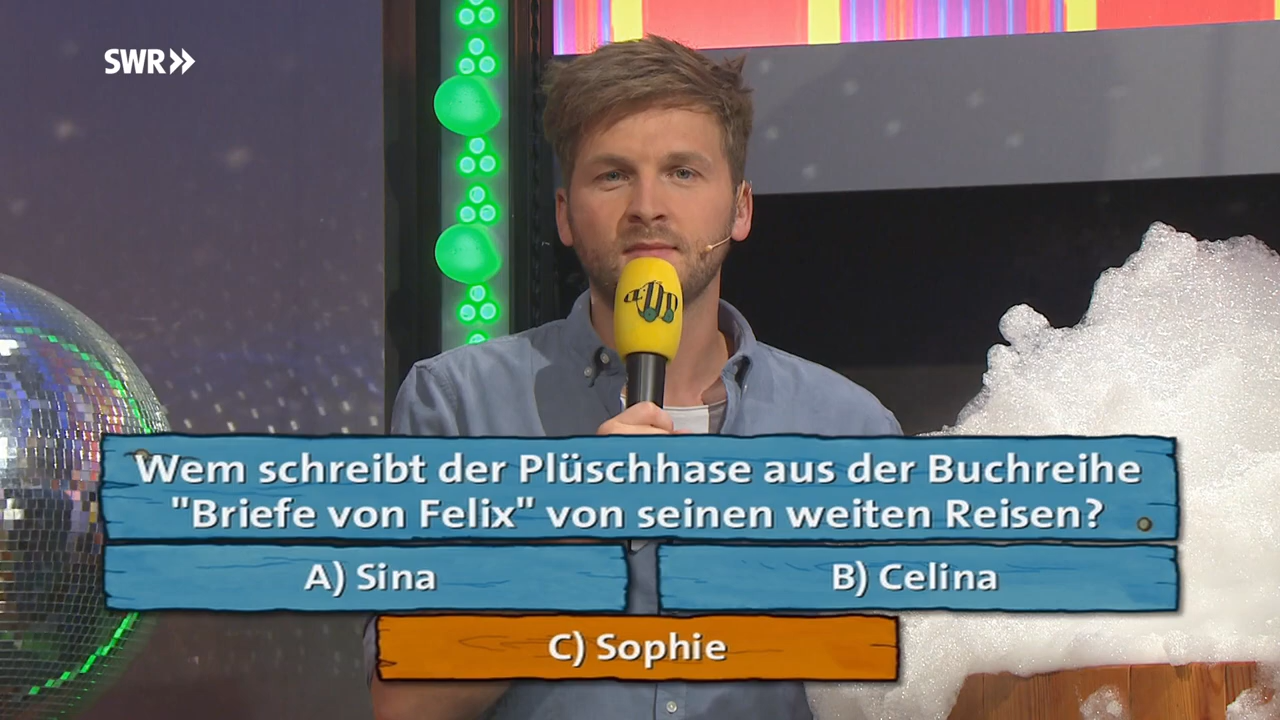 SWR»
Wem schreibt der Plüschhase aus der Buchreihe
"Briefe von Felix" von seinen weiten Reisen?
A) Sina
B) Celina
C) Sophie